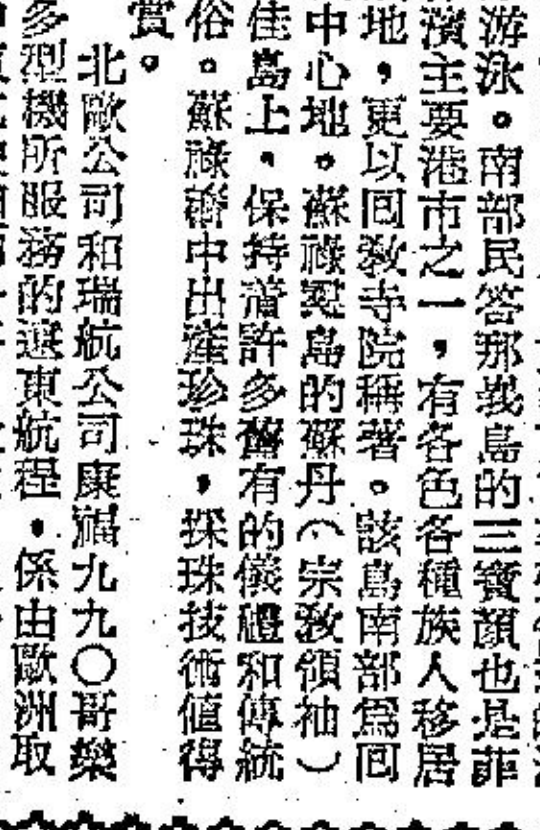 游泳。南部民答那峩島的三寶顏也是菲
濱主要港市之一,有各色各種族人移居
地,更以囘教寺院稱著。該島南部爲囘
中心地。蘇祿羣島的蘇丹(宗教領袖)
佳島上,保持着許多舊有的儀禮和傳統
俗。蘇祿海中出產珍珠,採珠技術值得
賞。
北歐公司和瑞航公司康福九九〇哥樂
多型機所服務的遠東航程,係由歐洲取